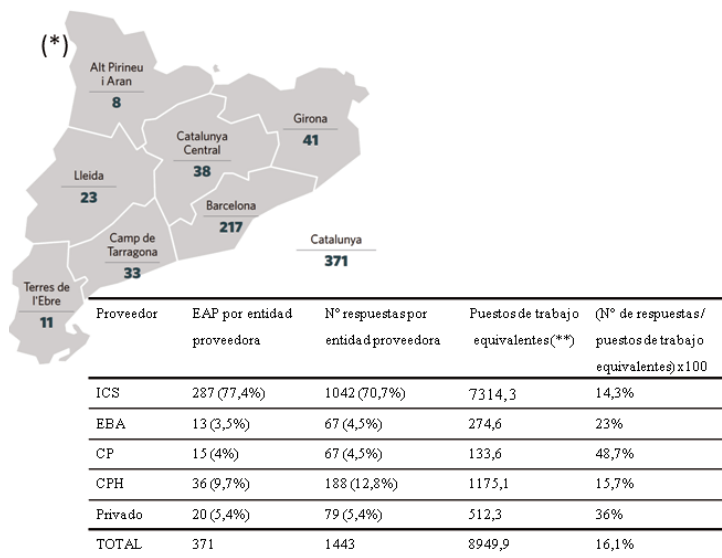 (*)
Alt Pirineu
i Aran
8
Girona
41
Catalunya
Central
38
Lleida
23
Barcelona
217
Camp de
Tarragona
33
Catalunya
371
Terres de
l'Ebre
11
Proveedor EAP por entidad proveedora Nº respuestas por entidad proveedora Puestos de trabajo equivalentes(**) (Nº de respuestas/ puestos de trabajo equivalentes) x100
ICS 287 (77,4%) 1042 (70,7%) 7314,3 14,3%
EBA 13 (3,5%) 67 (4,5%) 274,6 23%
CP 15 (4%) 67 (4,5%) 133,6 48,7%
CPH 36 (9,7%) 188 (12,8%) 1175,1 15,7%
Privado 20 (5,4%) 79 (5,4%) 512,3 36%
TOTAL 371 1443 8949,9 16,1%